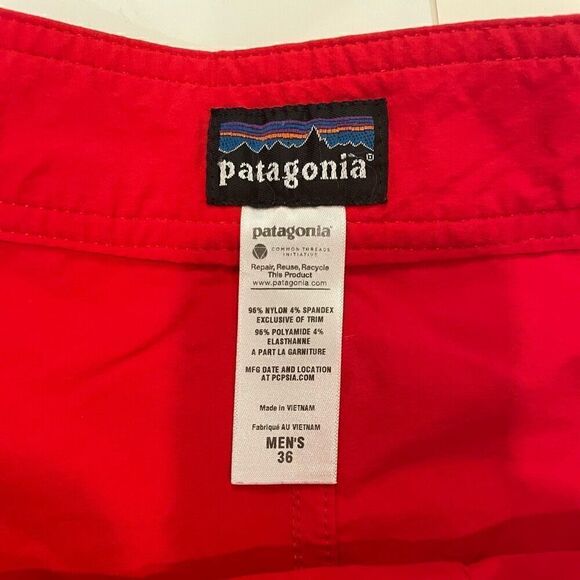 patagonia®
patagonia®
COMMON THREADS
INITIATIVE
Repair, Reuse, Recycle
This Product
www.patagonia.com
96% NYLON 4% SPANDEX
EXCLUSIVE OF TRIM
96% POLYAMIDE 4%
ELASTHANNE
A PART LA GARNITURE
MFG DATE AND LOCATION
AT PCPSIA.COM
Made in VIETNAM
Fabriqué AU VIETNAM
MEN'S
36